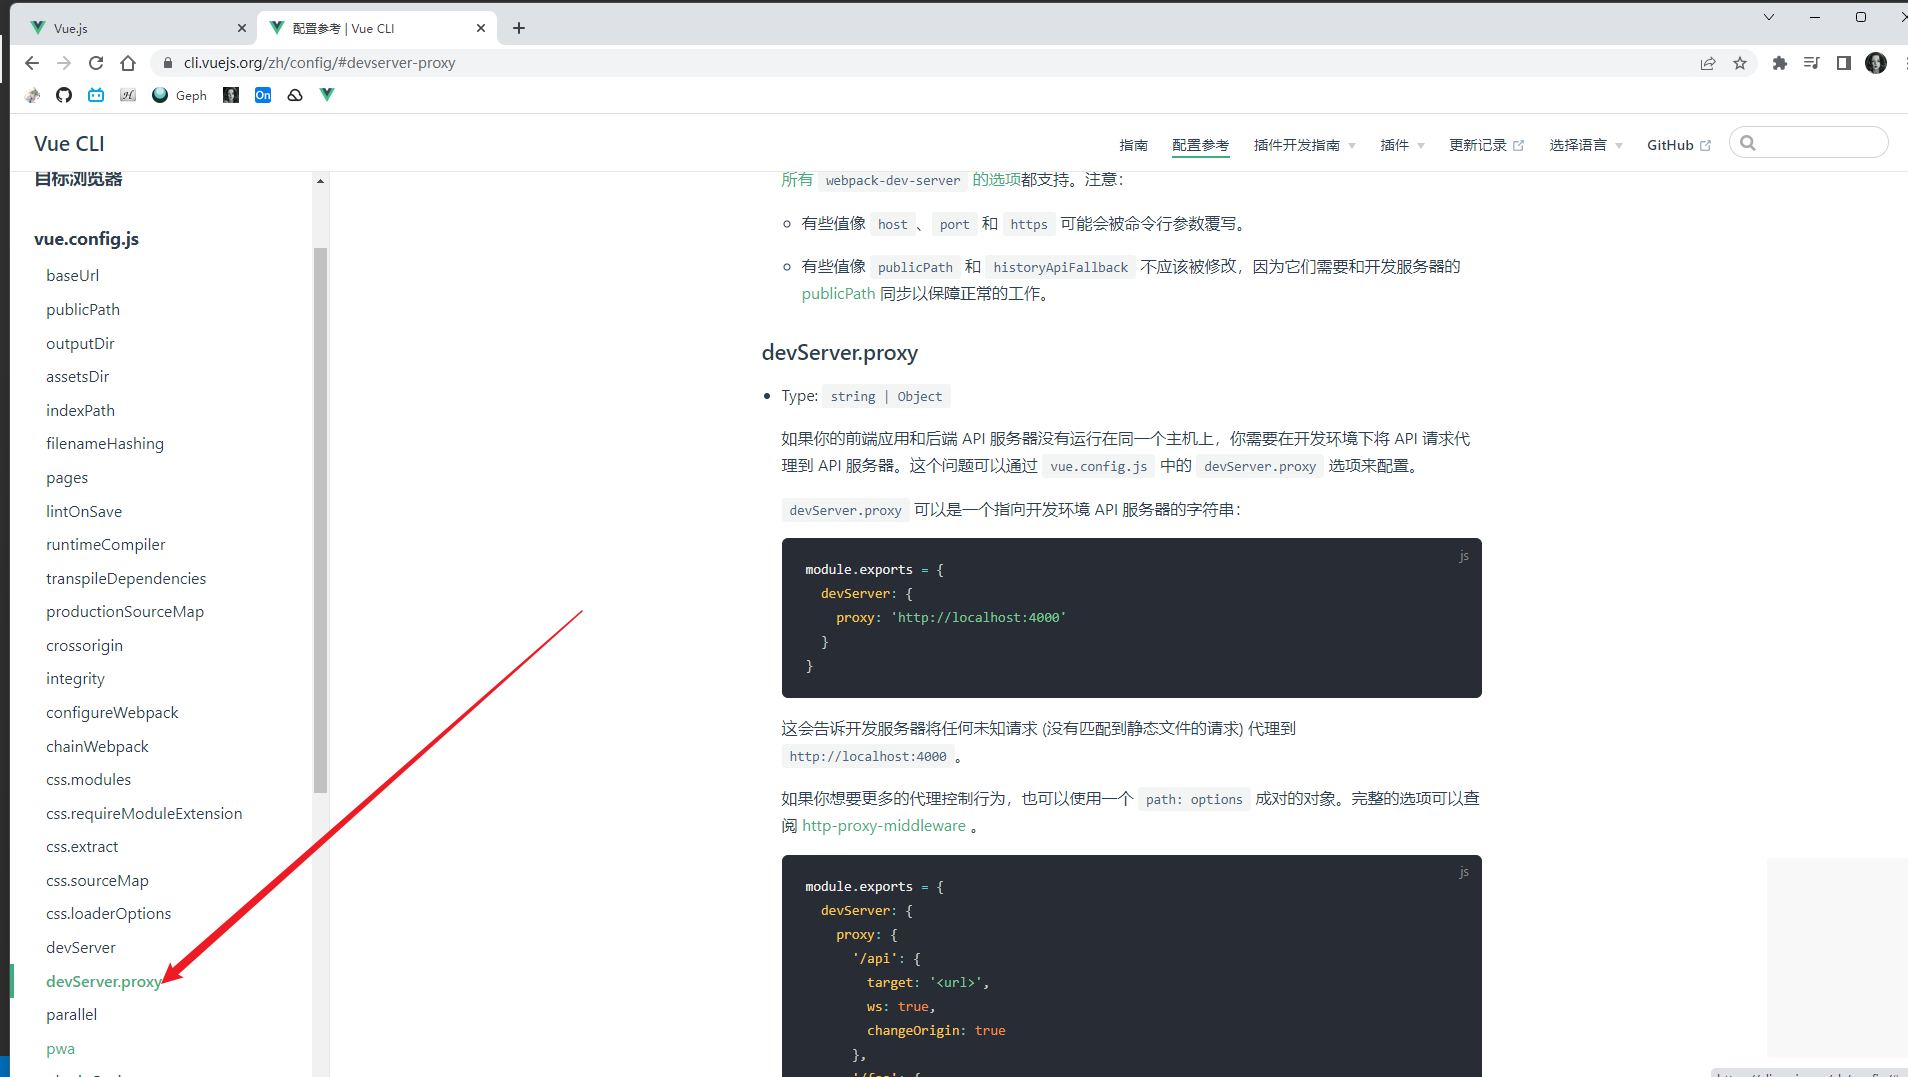 Vue.js
配置参考 | Vue CLI
cli.vuejs.org/zh/config/#devserver-proxy
Geph
On
Vue CLI
指南
配置参考
插件开发指南
插件
更新记录
选择语言
GitHub
目标浏览器
vue.config.js
baseUrl
publicPath
outputDir
assetsDir
indexPath
filenameHashing
pages
lintOnSave
runtimeCompiler
transpileDependencies
productionSourceMap
crossorigin
integrity
configureWebpack
chainWebpack
css.modules
css.requireModuleExtension
css.extract
css.sourceMap
css.loaderOptions
devServer
devServer.proxy
parallel
pwa
所有 webpack-dev-server 的选项都支持。注意：
有些值像 host 、 port 和 https 可能会被命令行参数覆写。
有些值像 publicPath 和 historyApiFallback 不应该被修改，因为它们需要和开发服务器的
publicPath 同步以保障正常的工作。
devServer.proxy
Type: string | Object
如果你的前端应用和后端 API 服务器没有运行在同一个主机上，你需要在开发环境下将 API 请求代
理到 API 服务器。这个问题可以通过 vue.config.js 中的 devServer.proxy 选项来配置。
devServer.proxy 可以是一个指向开发环境 API 服务器的字符串：
js
module.exports = {
devServer: {
proxy: 'http://localhost:4000'
}
}
这会告诉开发服务器将任何未知请求 (没有匹配到静态文件的请求) 代理到
http://localhost:4000 。
如果你想要更多的代理控制行为，也可以使用一个 path: options 成对的对象。完整的选项可以查
阅 http-proxy-middleware 。
js
module.exports = {
devServer: {
proxy: {
'/api': {
target: '<url>',
ws: true,
changeOrigin: true
},